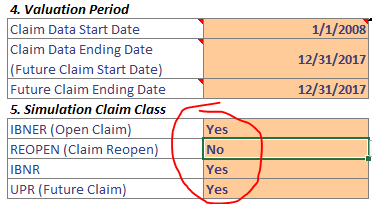 4. Valuation Period
Claim Data Start Date 1/1/2008
Claim Data Ending Date
(Future Claim Start Date) 12/31/2017
Future Claim Ending Date 12/31/2017
5. Simulation Claim Class
IBNER (Open Claim) Yes
REOPEN (Claim Reopen) No
IBNR Yes
UPR (Future Claim) Yes